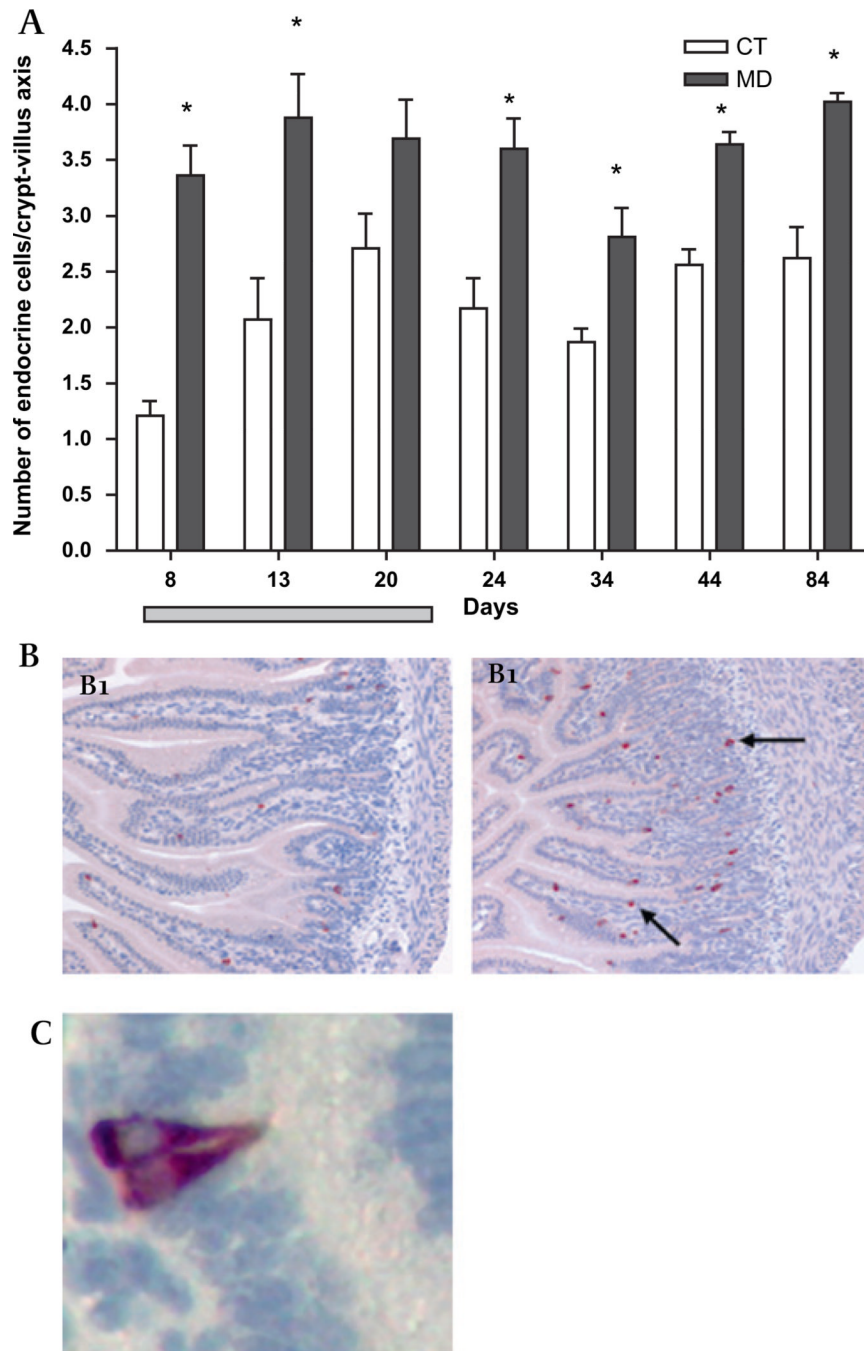 A
Number of endocrine cells/crypt-villus axis
4.5
4.0
3.5
3.0
2.5
2.0
1.5
1.0
0.5
0.0
CT
MD
* * * * * *
8 13 20 24 34 44 84
Days
B
B1
B1
C